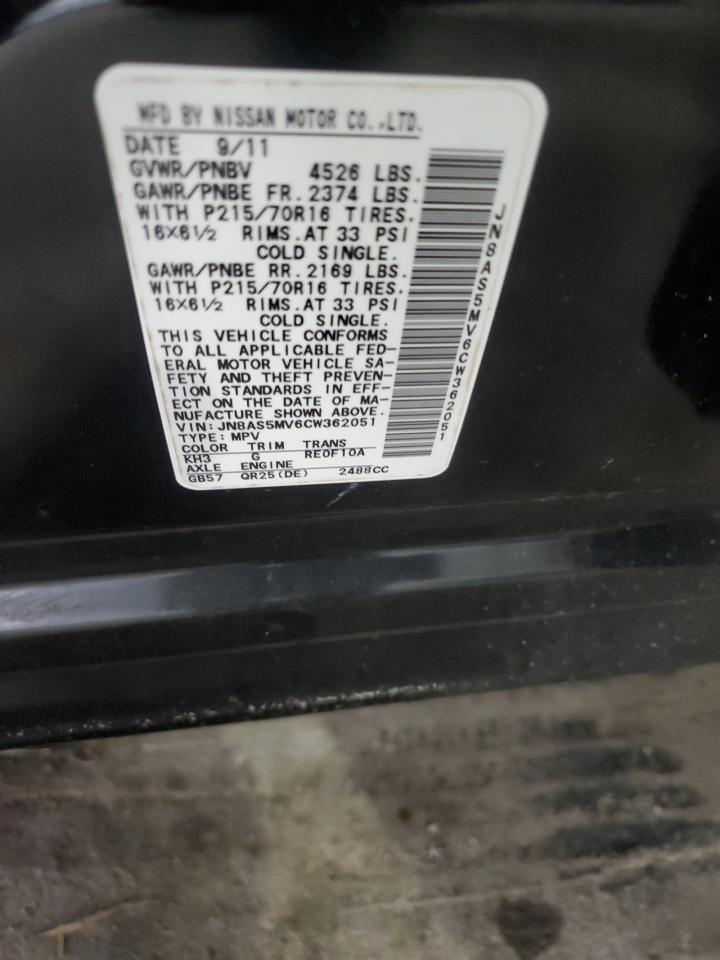 MFD BY NISSAN MOTOR CO.,LTD.
DATE 9/11
GVWR/PNBV 4526 LBS.
GAWR/PNBE FR. 2374 LBS.
WITH P215/70R16 TIRES.
16×6½ RIMS. AT 33 PSI
COLD SINGLE.
GAWR/PNBE RR. 2169 LBS.
WITH P215/70R16 TIRES.
16×6½ RIMS. AT 33 PSI
COLD SINGLE.
THIS VEHICLE CONFORMS
TO ALL APPLICABLE FED-
ERAL MOTOR VEHICLE SA-
FETY AND THEFT PREVEN-
TION STANDARDS IN EFF-
ECT ON THE DATE OF MA-
NUFACTURE SHOWN ABOVE.
VIN: JN8AS5MV6CW362051
TYPE: MPV
COLOR TRIM TRANS
KH3 G RE0F10A
AXLE ENGINE
GB57 QR25(DE) 2488CC
JN8AS5MV6CW362051